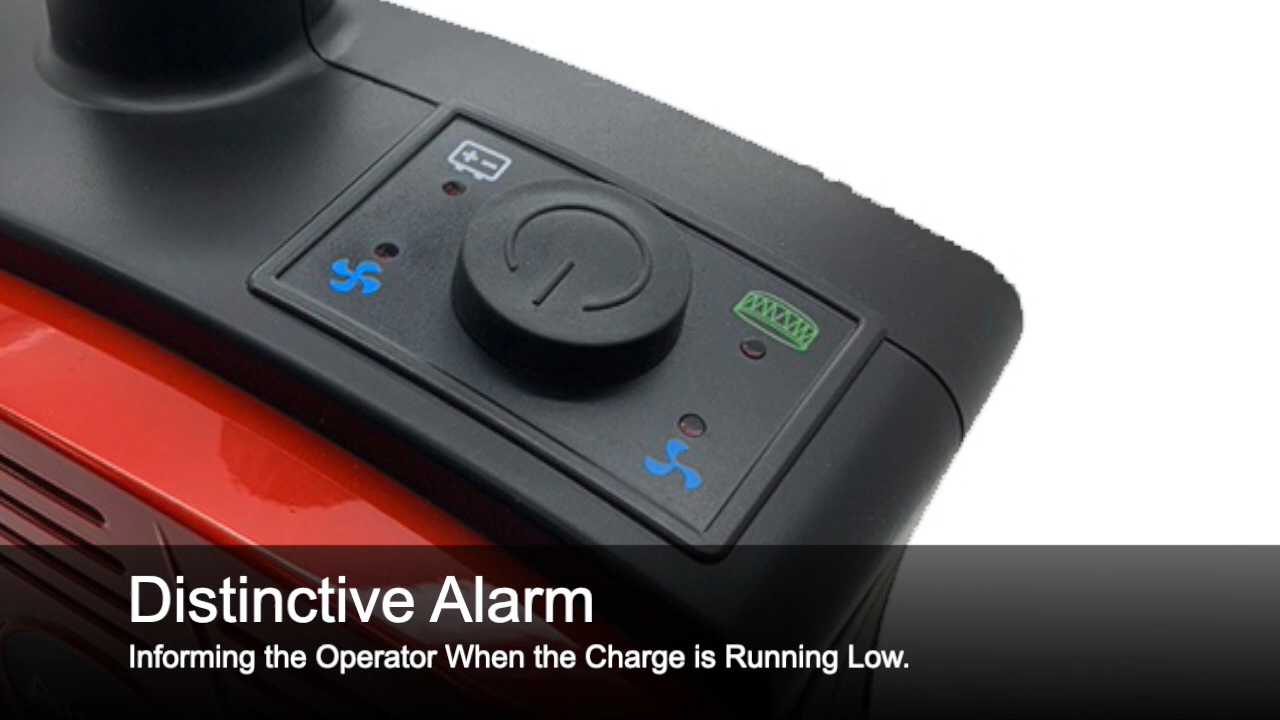 Distinctive Alarm
Informing the Operator When the Charge is Running Low.